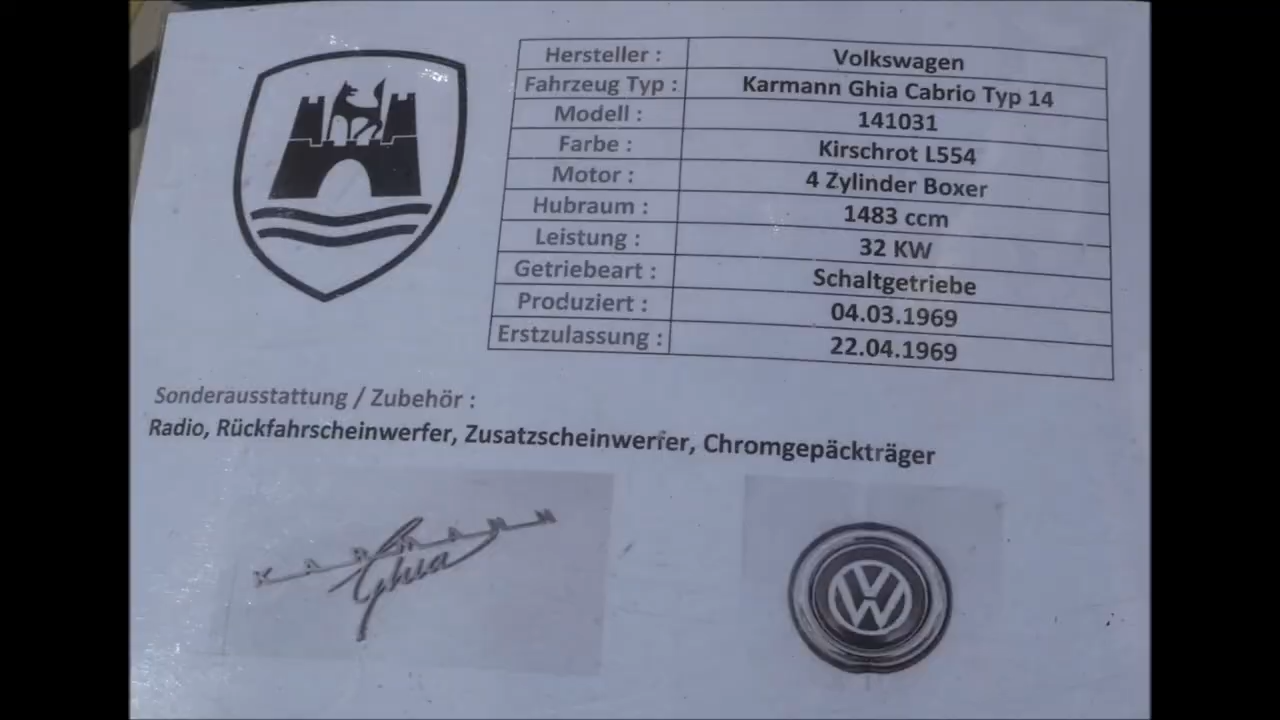 Hersteller : Volkswagen
Fahrzeug Typ : Karmann Ghia Cabrio Typ 14
Modell : 141031
Farbe : Kirschrot L554
Motor : 4 Zylinder Boxer
Hubraum : 1483 ccm
Leistung : 32 KW
Getriebeart : Schaltgetriebe
Produziert : 04.03.1969
Erstzulassung : 22.04.1969
Sonderausstattung / Zubehör :
Radio, Rückfahrscheinwerfer, Zusatzscheinwerfer, Chromgepäckträger
KARMANN
Ghia
VW